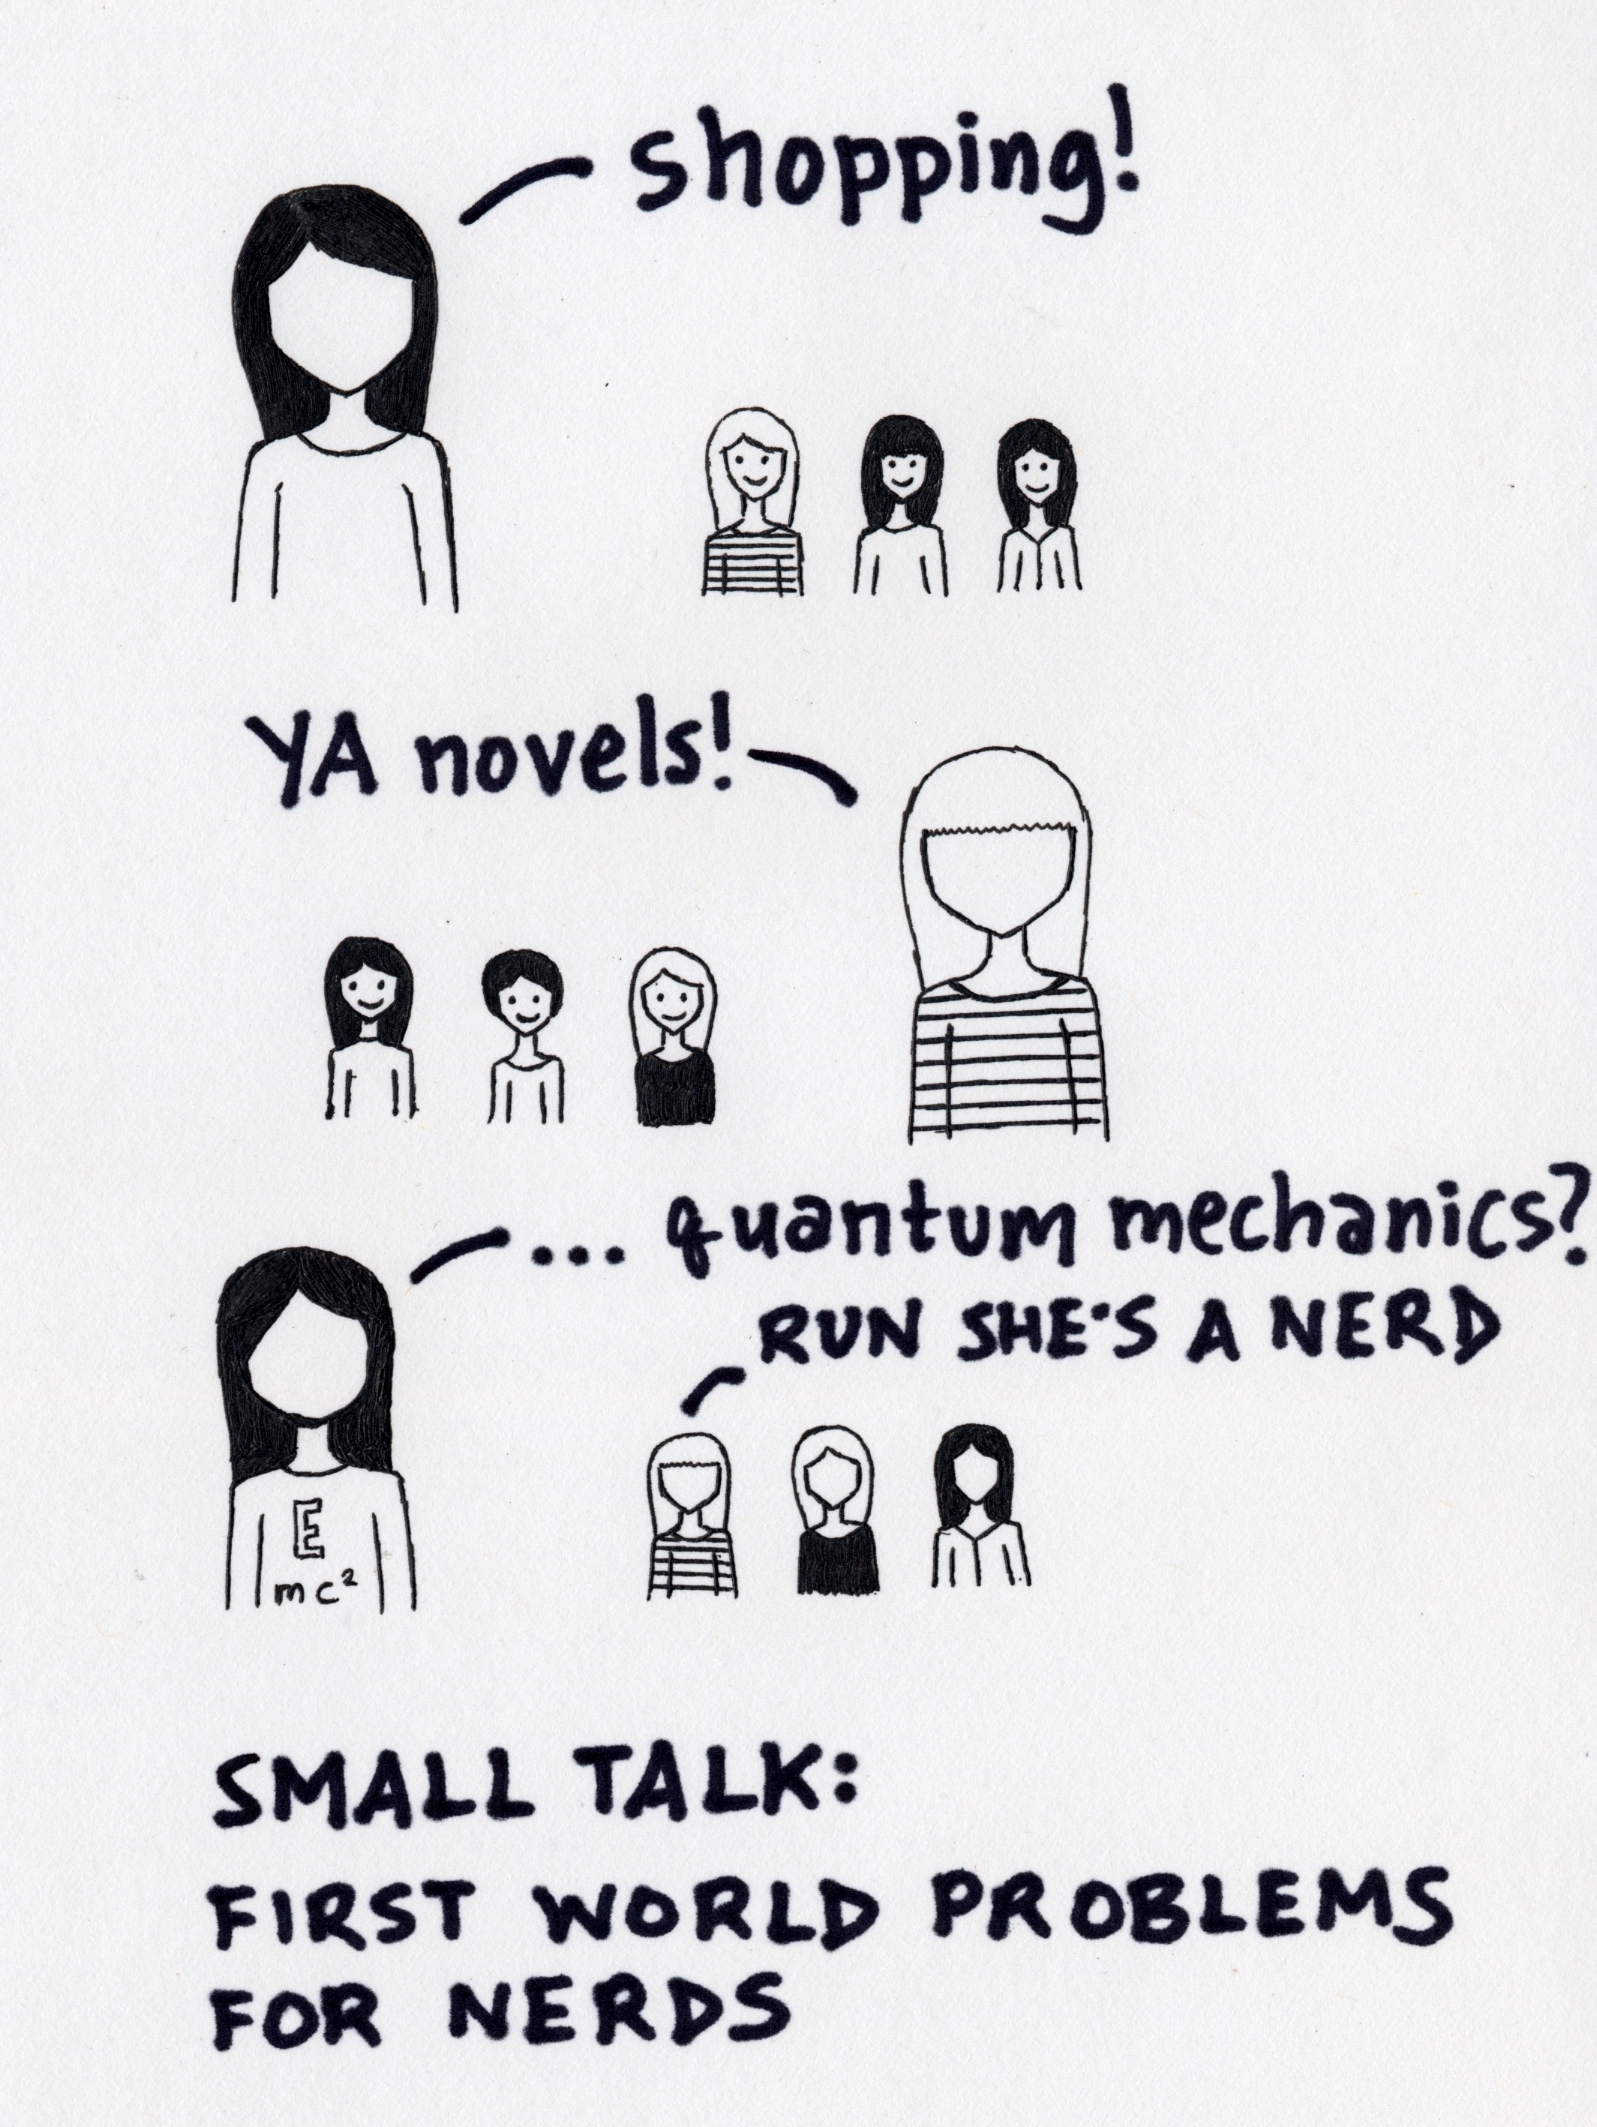 shopping!
YA novels!
... quantum mechanics?
RUN SHE'S A NERD
E
mc²
SMALL TALK:
FIRST WORLD PROBLEMS
FOR NERDS